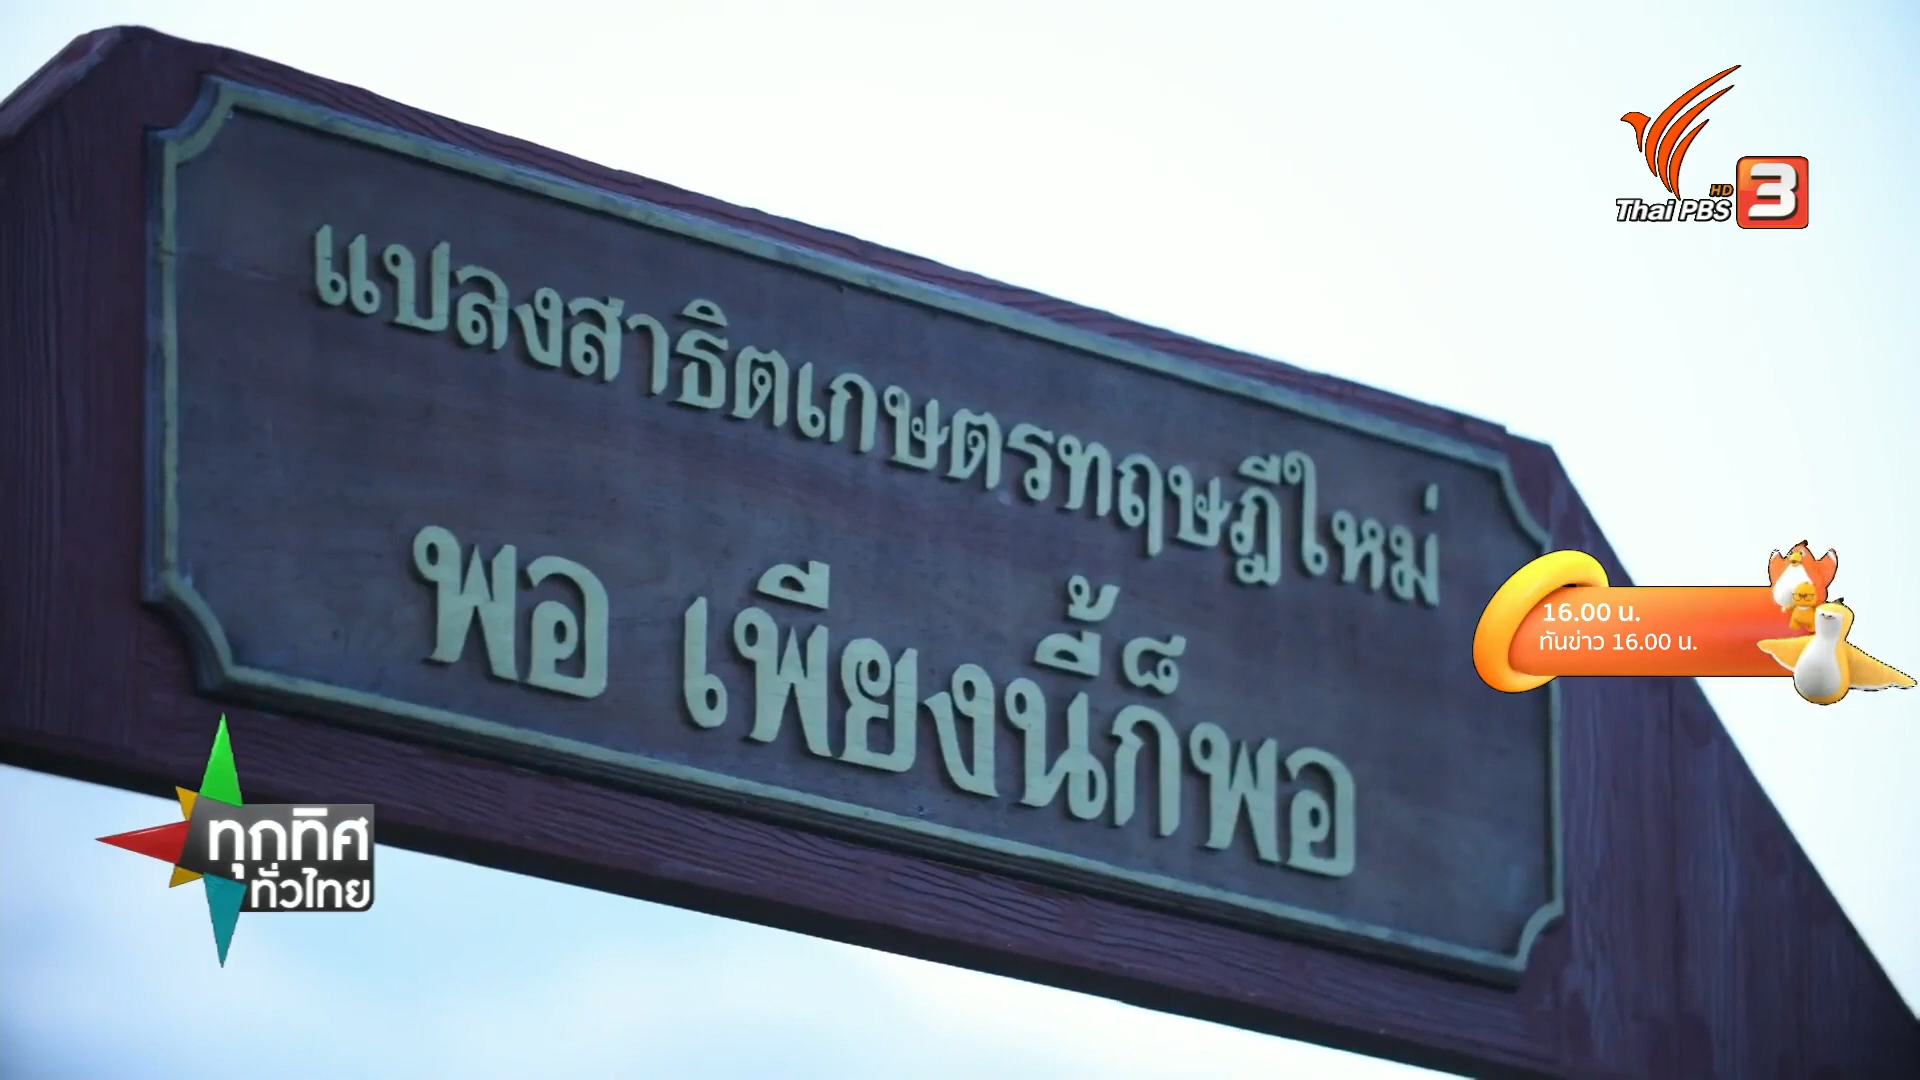 แปลงสาธิตเกษตรทฤษฎีใหม่
พอ เพียงนี้ก็พอ
HD
Thai PBS 3
16.00 น.
ทันข่าว 16.00 น.
ทุกทิศ
ทั่วไทย